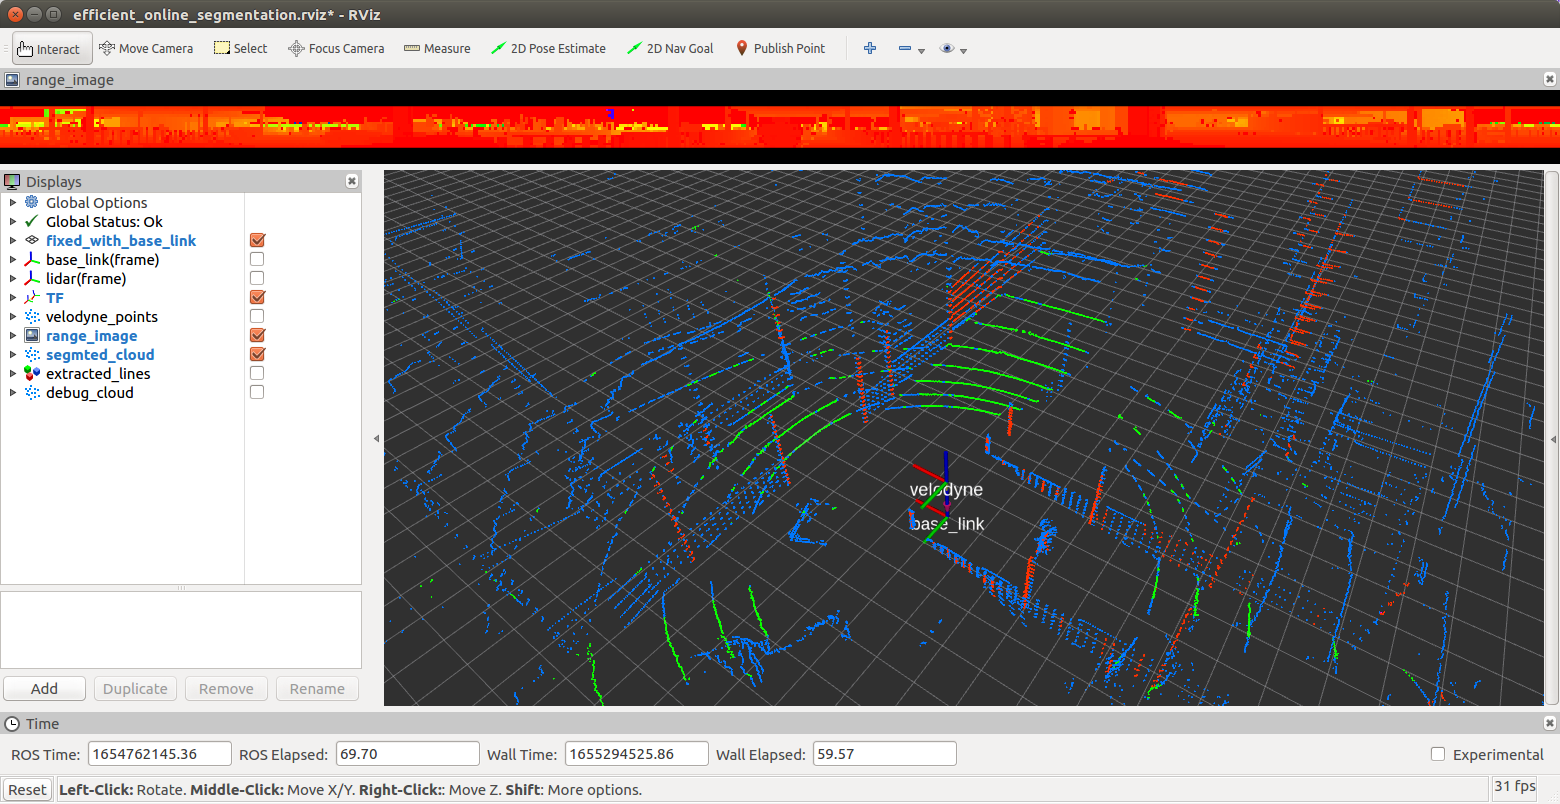 efficient_online_segmentation.rviz* - RViz
Interact Move Camera Select Focus Camera Measure 2D Pose Estimate 2D Nav Goal Publish Point
range_image
Displays
Global Options
Global Status: Ok
fixed_with_base_link
base_link(frame)
lidar(frame)
TF
velodyne_points
range_image
segmted_cloud
extracted_lines
debug_cloud
velodyne
base_link
Add Duplicate Remove Rename
Time
ROS Time: 1654762145.36 ROS Elapsed: 69.70 Wall Time: 1655294525.86 Wall Elapsed: 59.57 Experimental
Reset Left-Click: Rotate. Middle-Click: Move X/Y. Right-Click:: Move Z. Shift: More options. 31 fps